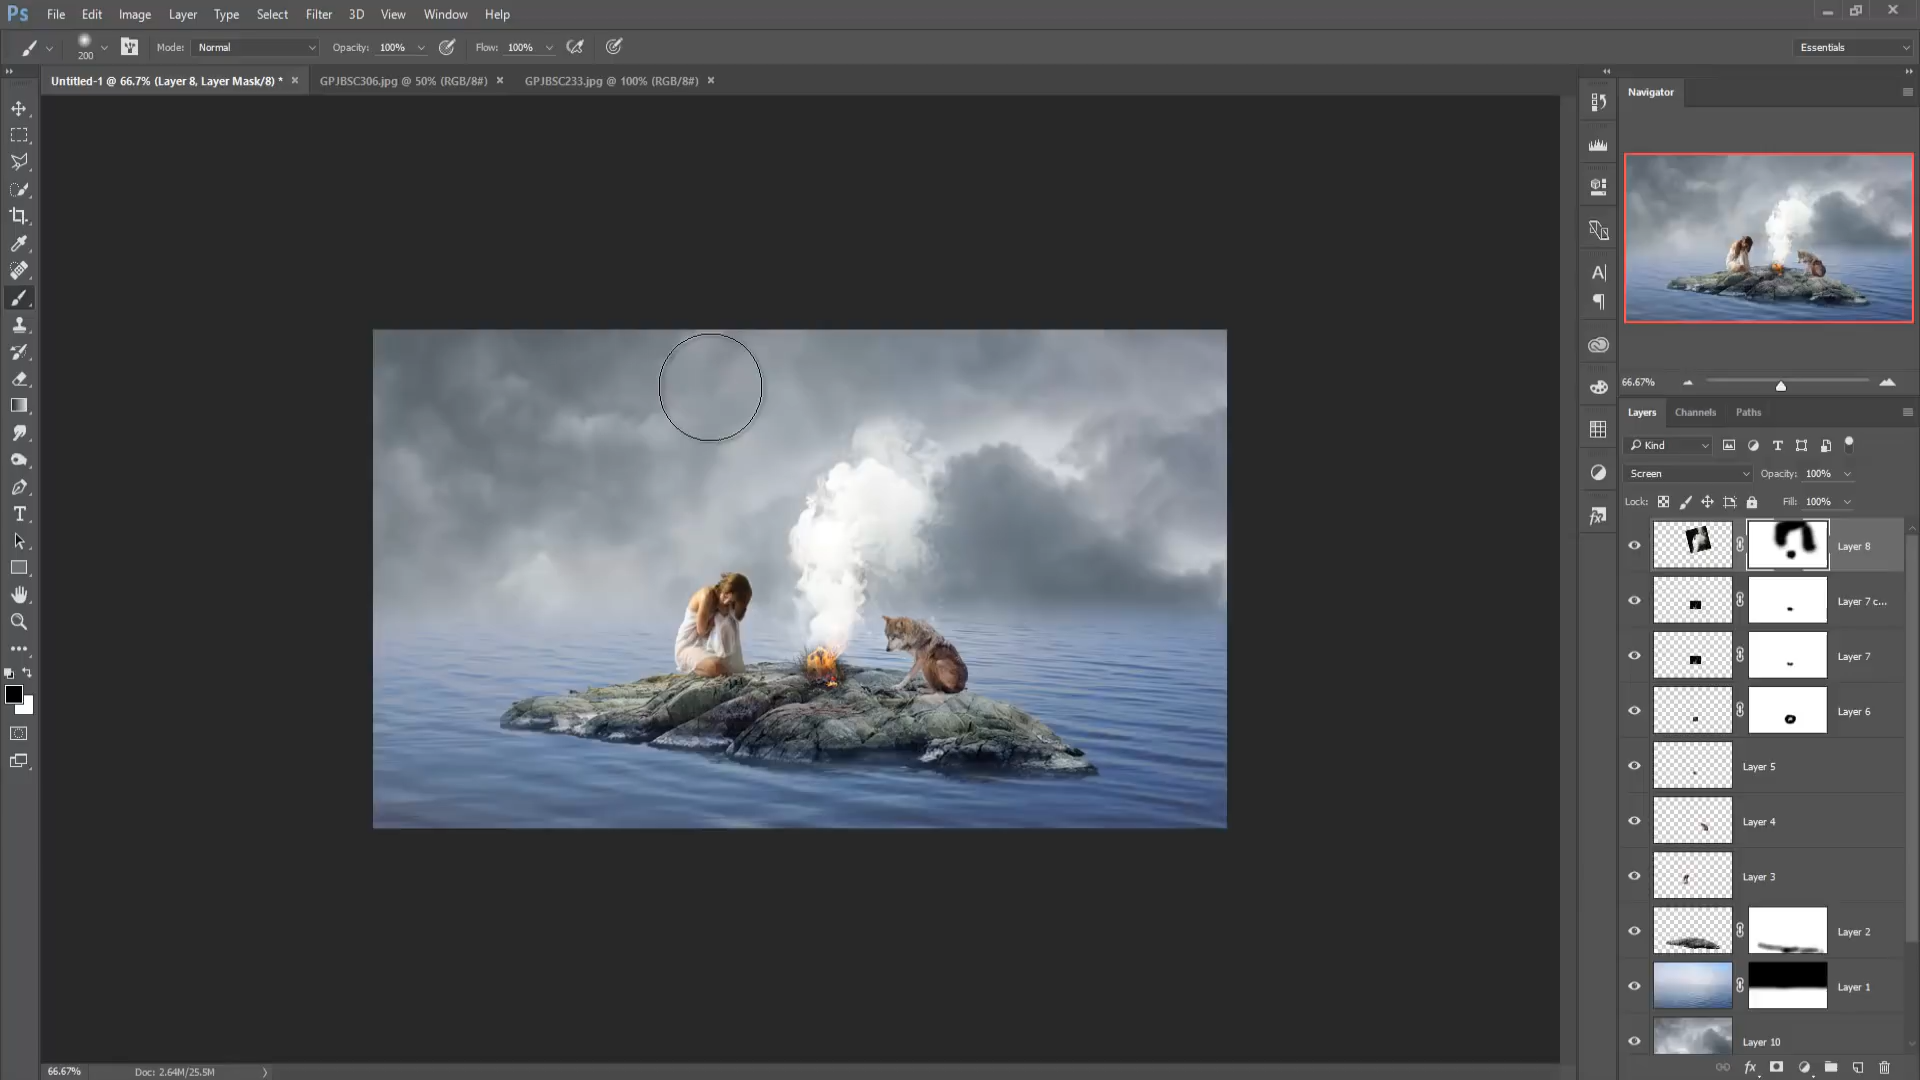 Ps File Edit Image Layer Type Select Filter 3D View Window Help
200 Mode: Normal Opacity: 100% Flow: 100% Essentials
Untitled-1 @ 66.7% (Layer 8, Layer Mask/8) * × GPJBSC306.jpg @ 50% (RGB/8#) × GPJBSC233.jpg @ 100% (RGB/8#) ×
Navigator
66.67%
Layers Channels Paths
Kind
Screen Opacity: 100%
Lock: Fill: 100%
Layer 8
Layer 7 c...
Layer 7
Layer 6
Layer 5
Layer 4
Layer 3
Layer 2
Layer 1
Layer 10
66.67% Doc: 2.64M/25.5M